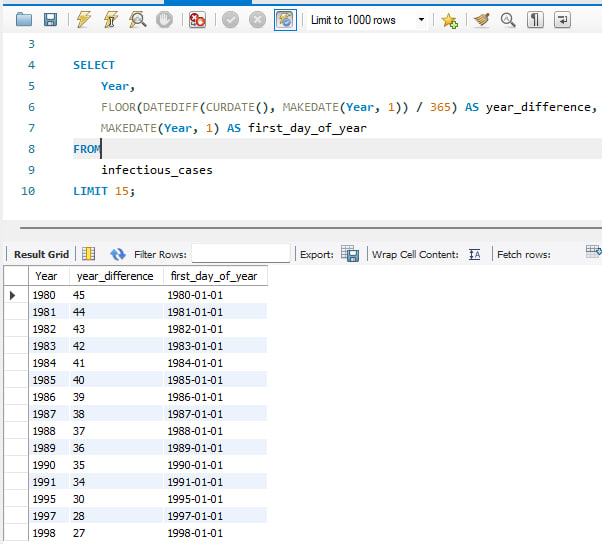 Limit to 1000 rows
3
4 SELECT
5 Year,
6 FLOOR(DATEDIFF(CURDATE(), MAKEDATE(Year, 1)) / 365) AS year_difference,
7 MAKEDATE(Year, 1) AS first_day_of_year
8 FROM
9 infectious_cases
10 LIMIT 15;
Result Grid Filter Rows: Export: Wrap Cell Content: IA Fetch rows:
Year year_difference first_day_of_year
1980 45 1980-01-01
1981 44 1981-01-01
1982 43 1982-01-01
1983 42 1983-01-01
1984 41 1984-01-01
1985 40 1985-01-01
1986 39 1986-01-01
1987 38 1987-01-01
1988 37 1988-01-01
1989 36 1989-01-01
1990 35 1990-01-01
1991 34 1991-01-01
1995 30 1995-01-01
1997 28 1997-01-01
1998 27 1998-01-01